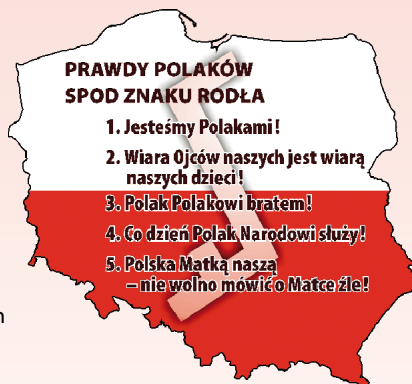 PRAWDY POLAKÓW
SPOD ZNAKU RODŁA
1. Jesteśmy Polakami!
2. Wiara Ojców naszych jest wiarą
naszych dzieci!
3. Polak Polakowi bratem!
4. Co dzień Polak Narodowi służy!
5. Polska Matką naszą
– nie wolno mówić o Matce źle!